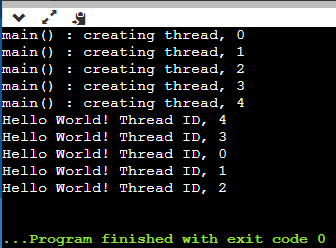 main() : creating thread, 0
main() : creating thread, 1
main() : creating thread, 2
main() : creating thread, 3
main() : creating thread, 4
Hello World! Thread ID, 4
Hello World! Thread ID, 3
Hello World! Thread ID, 0
Hello World! Thread ID, 1
Hello World! Thread ID, 2
...Program finished with exit code 0